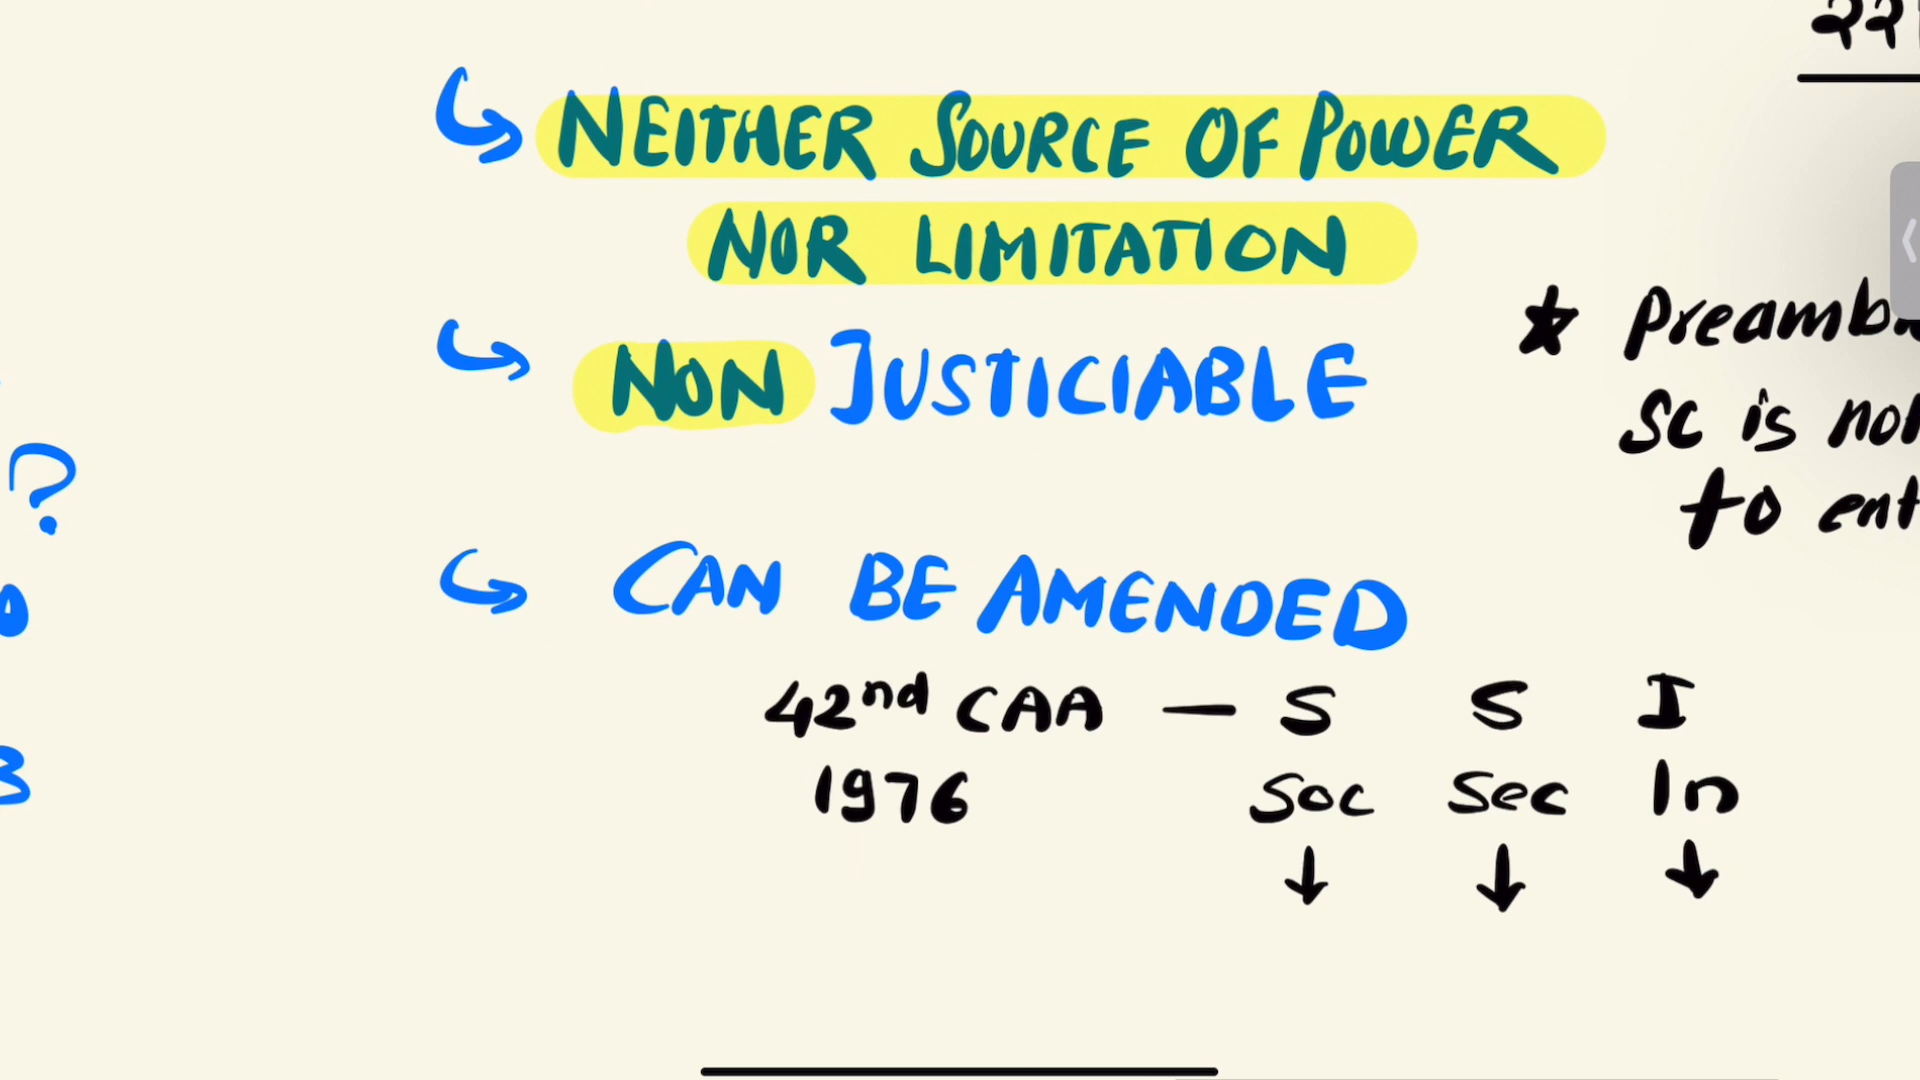 NEITHER SOURCE OF POWER
NOR LIMITATION
NON JUSTICIABLE
CAN BE AMENDED
42nd CAA — S S I
1976 Soc Sec In
?
* Preamb
SC is no
to ent